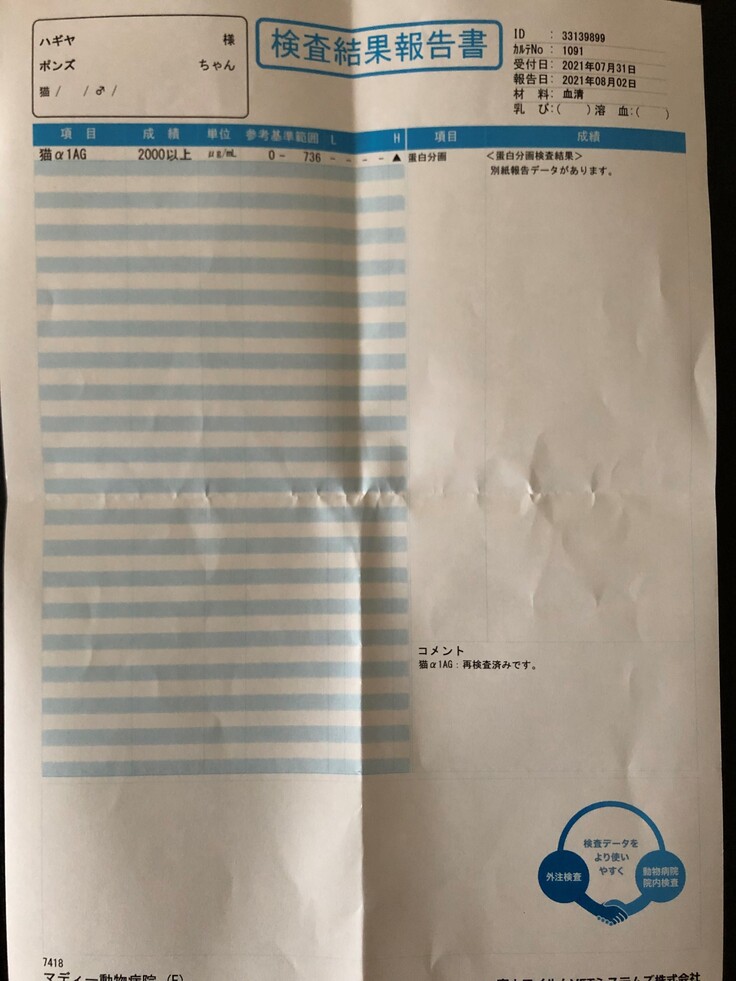 ハギヤ 様
ポンズ ちゃん
猫 / / ♂ /
検査結果報告書
ID : 33139899
ｶﾙﾃNo : 1091
受付日: 2021年07月31日
報告日: 2021年08月02日
材 料: 血清
乳 び:( ) 溶 血:( )
項 目 成 績 単位 参考基準範囲 L H 項目 成績
猫α1AG 2000以上 μg/mL 0 - 736 - - - - ▲ 蛋白分画 <蛋白分画検査結果>
別紙報告データがあります。
コメント
猫α1AG：再検査済みです。
検査データを
より使い
やすく
外注検査
動物病院
院内検査
7418
マディー動物病院 (F)